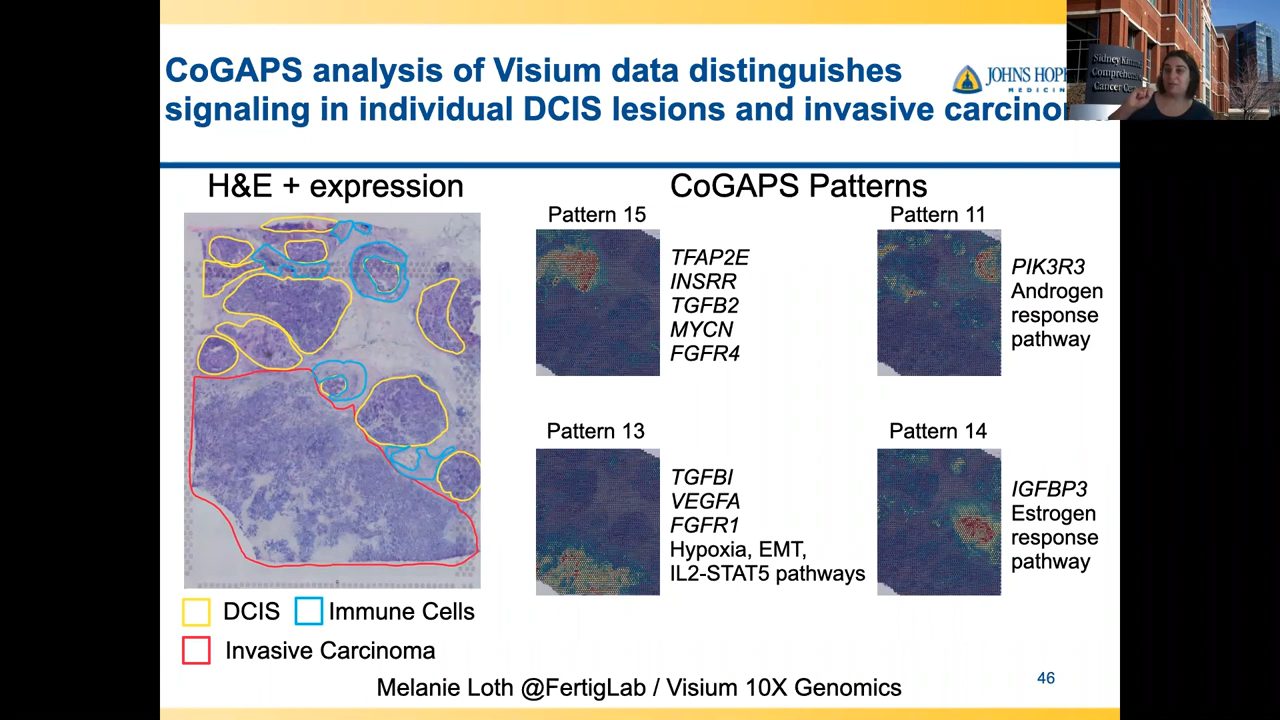 CoGAPS analysis of Visium data distinguishes
signaling in individual DCIS lesions and invasive
JOHNS
MEDICINE
Sidney
Comprehensive
Cancer
H&E + expression
CoGAPS Patterns
Pattern 15
TFAP2E
INSRR
TGFB2
MYCN
FGFR4
Pattern 11
PIK3R3
Androgen
response
pathway
Pattern 13
TGFBI
VEGFA
FGFR1
Hypoxia, EMT,
IL2-STAT5 pathways
Pattern 14
IGFBP3
Estrogen
response
pathway
DCIS
Immune Cells
Invasive Carcinoma
Melanie Loth @FertigLab / Visium 10X Genomics
46